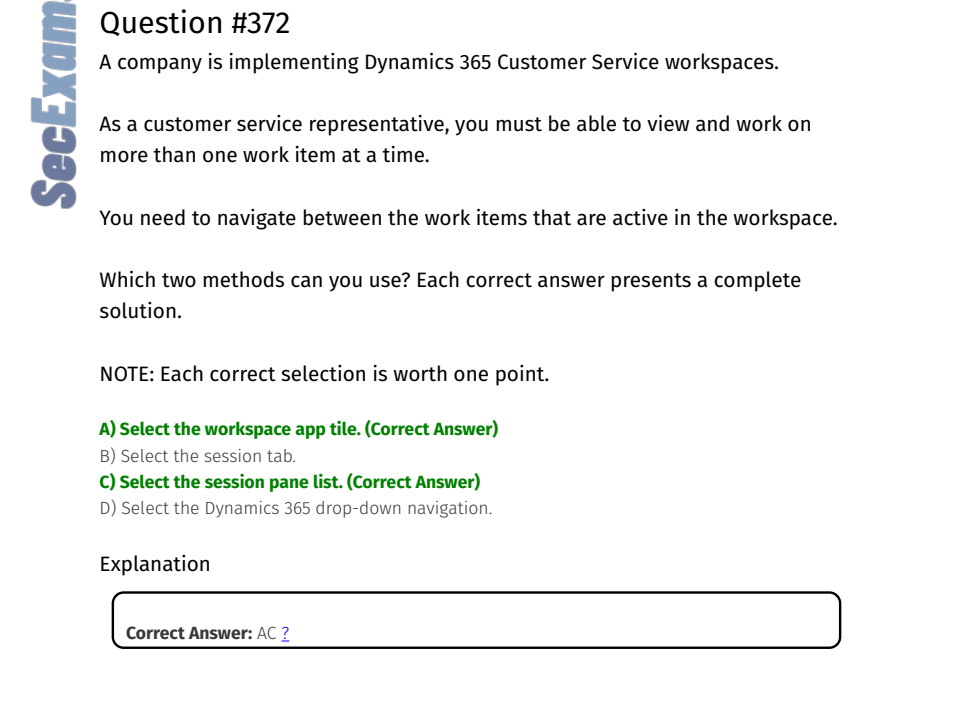 SecExams
Question #372
A company is implementing Dynamics 365 Customer Service workspaces.
As a customer service representative, you must be able to view and work on
more than one work item at a time.
You need to navigate between the work items that are active in the workspace.
Which two methods can you use? Each correct answer presents a complete
solution.
NOTE: Each correct selection is worth one point.
A) Select the workspace app tile. (Correct Answer)
B) Select the session tab.
C) Select the session pane list. (Correct Answer)
D) Select the Dynamics 365 drop-down navigation.
Explanation
Correct Answer: AC ?